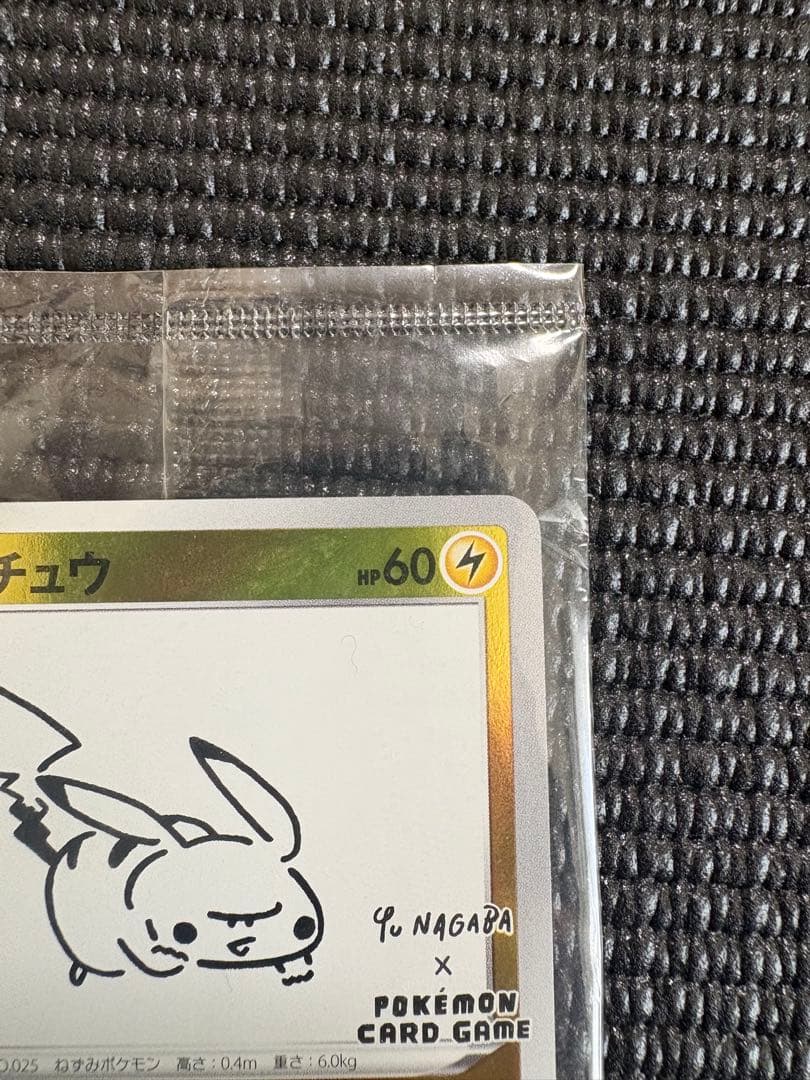 チュウ HP60
Yu NAGABA
×
POKÉMON
CARD GAME
O.025 ねずみポケモン 高さ：0.4m 重さ：6.0kg